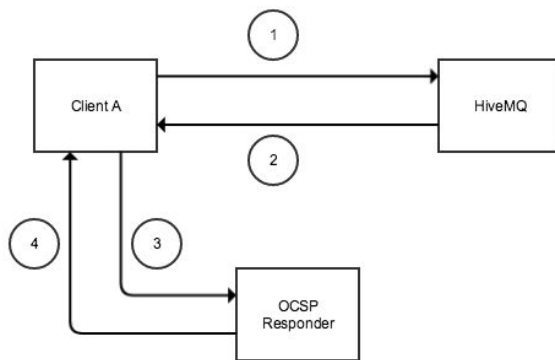 1
Client A
HiveMQ
2
4
3
OCSP
Responder